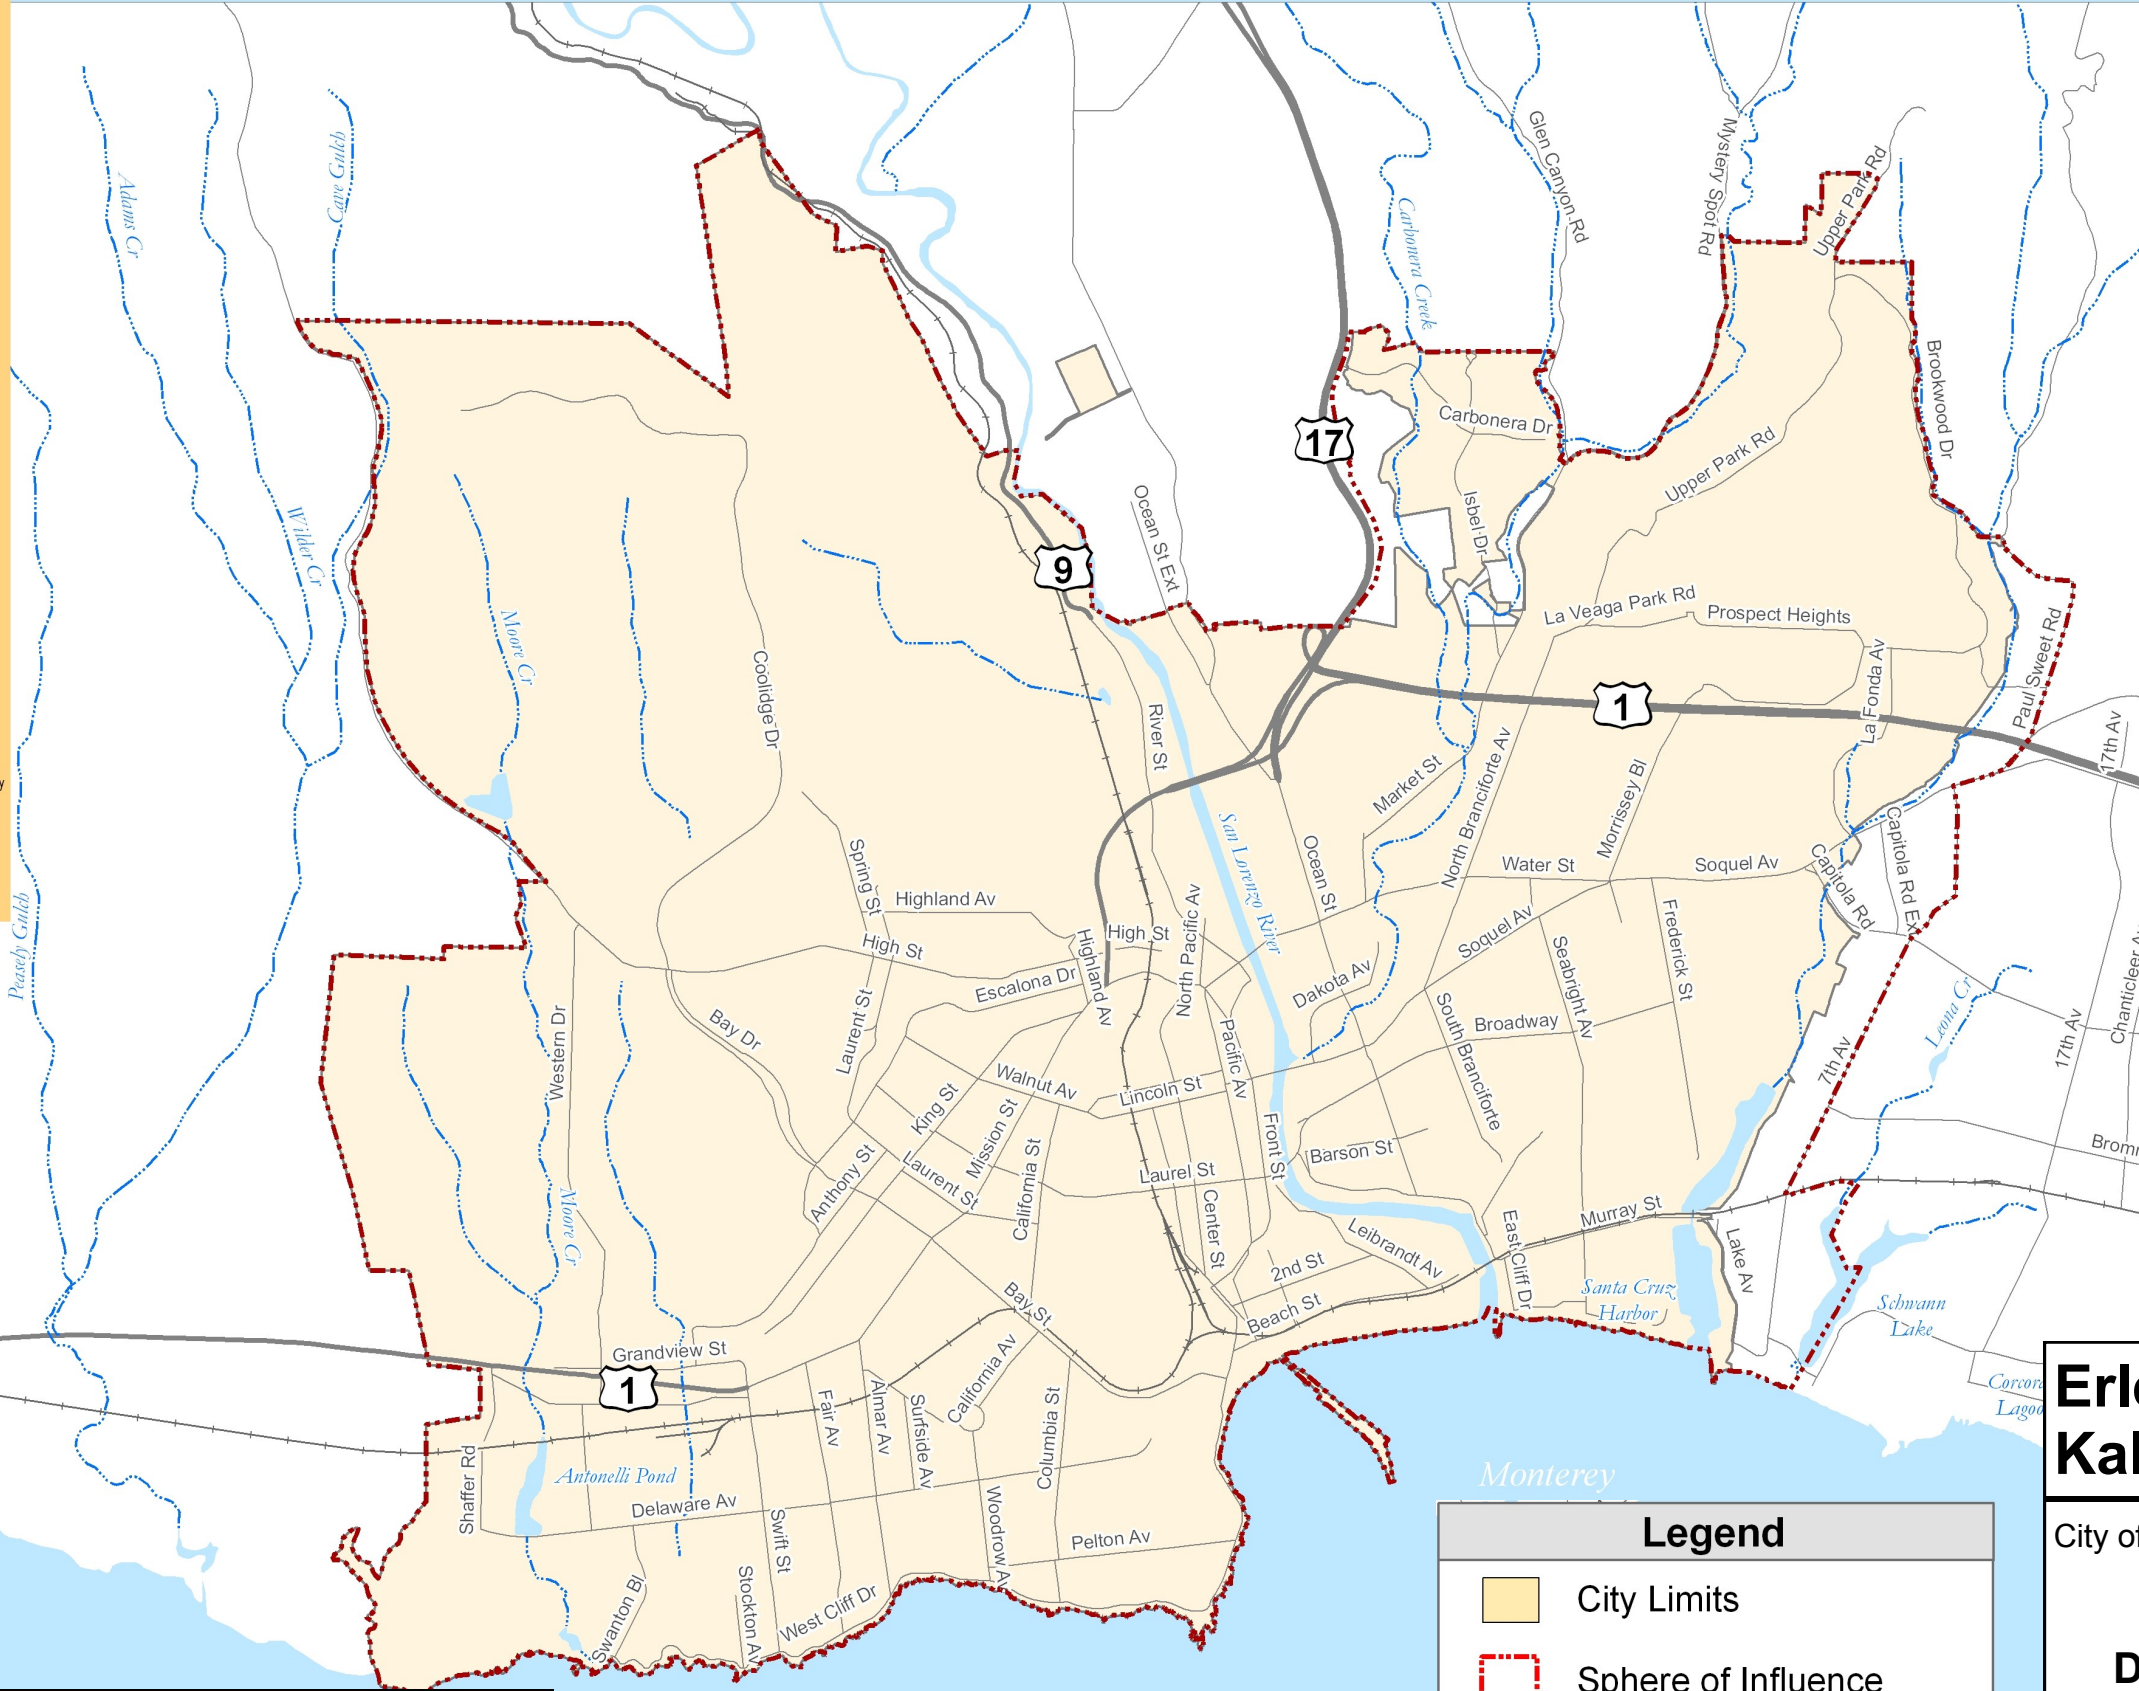 Adams Cr
Cave Gulch
Wilder Cr
Peasely Gulch
Moore Cr
Coolidge Dr
9
Ocean St Ext
17
Carbonera Creek
Glen Canyon Rd
Mystery Spot Rd
Upper Park Rd
Brookwood Dr
Carbonera Dr
Isbel Dr
Upper Park Rd
La Veaga Park Rd
Prospect Heights
La Fonda Av
Paul Sweet Rd
17th Av
1
River St
San Lorenzo River
Market St
North Branciforte Av
Morrissey Bl
Ocean St
Water St
Soquel Av
Capitola Rd
Capitola Rd Ex
Spring St
Highland Av
High St
High St
Highland Av
North Pacific Av
Escalona Dr
Laurent St
Bay Dr
Western Dr
Dakota Av
Soquel Av
Seabright Av
Frederick St
South Branciforte
Broadway
Leona Cr
7th Av
17th Av
Pacific Av
Walnut Av
Lincoln St
King St
Mission St
Anthony St
Laurent St
California St
Laurel St
Center St
Front St
Barson St
Leibrandt Av
2nd St
Beach St
East Cliff Dr
Murray St
Lake Av
Santa Cruz
Harbor
Schwann
Lake
Moore Cr
Bay St
Grandview St
1
California Av
Fair Av
Almar Av
Surfside Av
Columbia St
Shaffer Rd
Antonelli Pond
Delaware Av
Swift St
Woodrow Av
Pelton Av
Stockton Av
Swanton Bl
West Cliff Dr
Monterey
Legend
City Limits
Sphere of Influence
City of